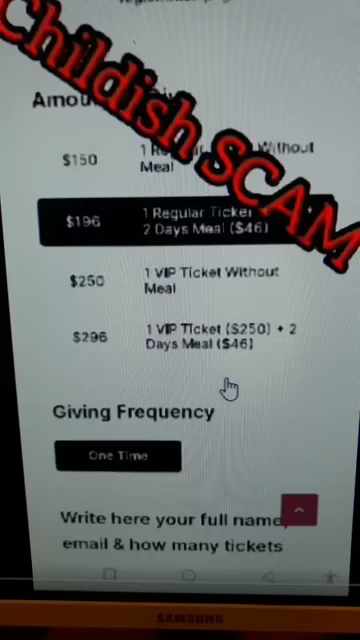 Childish SCAM
$150
1 Without
Meal
$196
1 Regular Ticket +
2 Days Meal ($46)
$250
1 VIP Ticket Without
Meal
$296
1 VIP Ticket ($250) + 2
Days Meal ($46)
Giving Frequency
One Time
Write here your full name,
email & how many tickets
SAMSUNG